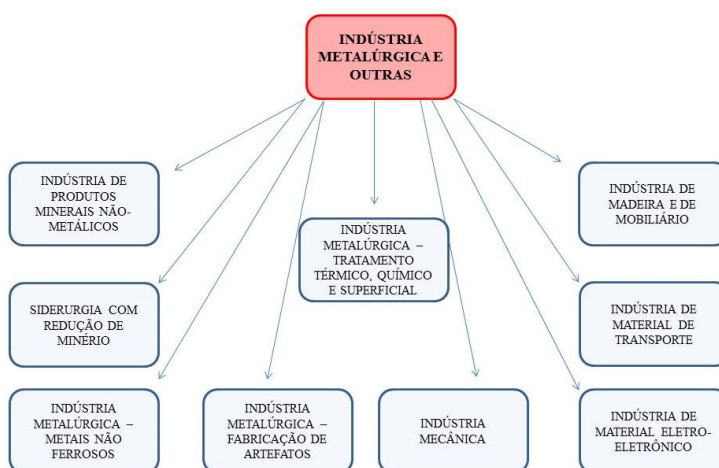 INDÚSTRIA
METALÚRGICA E
OUTRAS
INDÚSTRIA DE
PRODUTOS
MINERAIS NÃO-
METÁLICOS
INDÚSTRIA
METALÚRGICA –
TRATAMENTO
TÉRMICO, QUÍMICO
E SUPERFICIAL
INDÚSTRIA DE
MADEIRA E DE
MOBILIÁRIO
SIDERURGIA COM
REDUÇÃO DE
MINÉRIO
INDÚSTRIA DE
MATERIAL DE
TRANSPORTE
INDÚSTRIA
METALÚRGICA –
METAIS NÃO
FERROSOS
INDÚSTRIA
METALÚRGICA –
FABRICAÇÃO DE
ARTEFATOS
INDÚSTRIA
MECÂNICA
INDÚSTRIA DE
MATERIAL ELETRO-
ELETRÔNICO